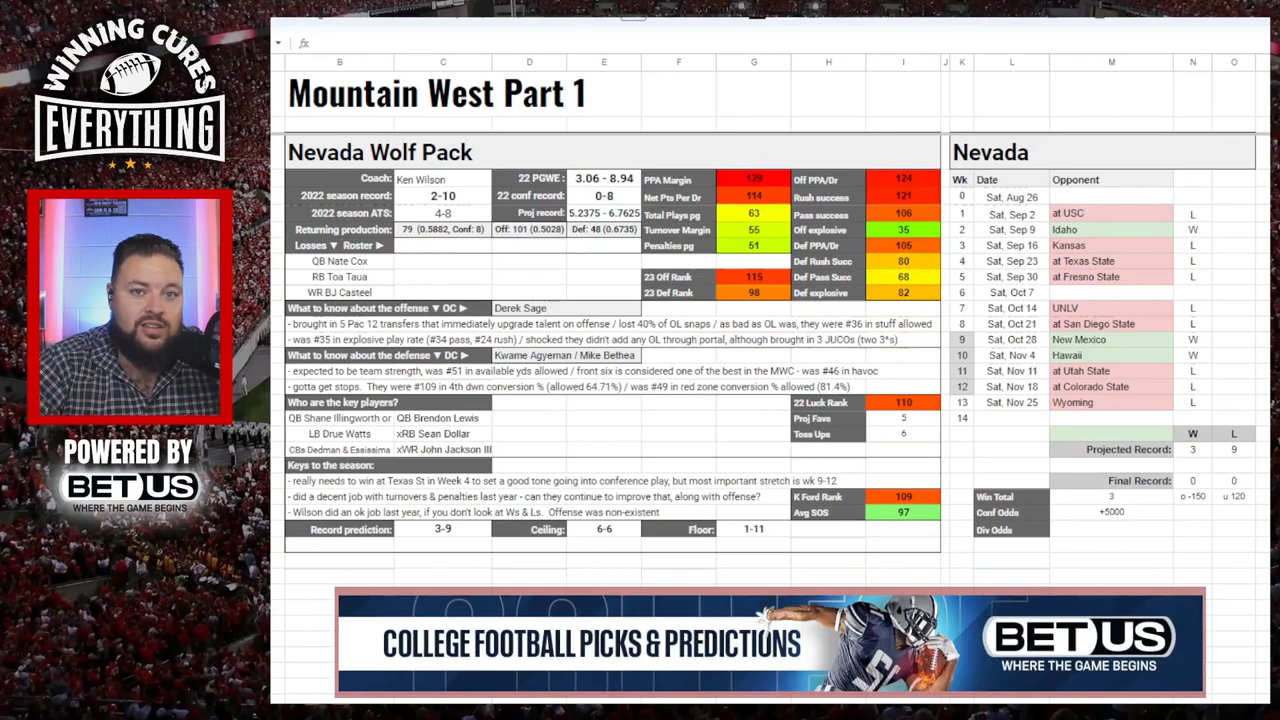 WINNING CURES
EVERYTHING
POWERED BY
BETUS
WHERE THE GAME BEGINS
fx
B C D E F G H I J K L M N O
Mountain West Part 1
Nevada Wolf Pack
Coach: Ken Wilson 22 PGWE: 3.06 - 8.94 PPA Margin 129 Off PPA/Dr 124
2022 season record: 2-10 22 conf record: 0-8 Net Pts Per Dr 114 Rush success 121
2022 season ATS: 4-8 Proj record: 5.2375 - 6.7625 Total Plays pg 63 Pass success 106
Returning production: 79 (0.5882, Conf: 8) Off: 101 (0.5028) Def: 48 (0.6735) Turnover Margin 55 Off explosive 35
Losses ▼ Roster ► Penalties pg 51 Def PPA/Dr 105
QB Nate Cox Def Rush Succ 80
RB Toa Taua 23 Off Rank 115 Def Pass Succ 68
WR BJ Casteel 23 Def Rank 98 Def explosive 82
What to know about the offense ▼ OC ► Derek Sage
- brought in 5 Pac 12 transfers that immediately upgrade talent on offense / lost 40% of OL snaps / as bad as OL was, they were #36 in stuff allowed
- was #35 in explosive play rate (#34 pass, #24 rush) / shocked they didn't add any OL through portal, although brought in 3 JUCOs (two 3*s)
What to know about the defense ▼ DC ► Kwame Agyeman / Mike Bethea
- expected to be team strength, was #51 in available yds allowed / front six is considered one of the best in the MWC - was #46 in havoc
- gotta get stops. They were #109 in 4th dwn conversion % (allowed 64.71%) / was #49 in red zone conversion % allowed (81.4%)
Who are the key players? 22 Luck Rank 110
QB Shane Illingworth or QB Brendon Lewis Proj Favs 5
LB Drue Watts xRB Sean Dollar Toss Ups 6
CBs Dedman & Essissima xWR John Jackson III
Keys to the season:
- really needs to win at Texas St in Week 4 to set a good tone going into conference play, but most important stretch is wk 9-12
- did a decent job with turnovers & penalties last year - can they continue to improve that, along with offense? K Ford Rank 109
- Wilson did an ok job last year, if you don't look at Ws & Ls. Offense was non-existent Avg SOS 97
Record prediction: 3-9 Ceiling: 6-6 Floor: 1-11
Nevada
Wk Date Opponent
0 Sat, Aug 26
1 Sat, Sep 2 at USC L
2 Sat, Sep 9 Idaho W
3 Sat, Sep 16 Kansas L
4 Sat, Sep 23 at Texas State L
5 Sat, Sep 30 at Fresno State L
6 Sat, Oct 7
7 Sat, Oct 14 UNLV L
8 Sat, Oct 21 at San Diego State L
9 Sat, Oct 28 New Mexico W
10 Sat, Nov 4 Hawaii W
11 Sat, Nov 11 at Utah State L
12 Sat, Nov 18 at Colorado State L
13 Sat, Nov 25 Wyoming L
14
W L
Projected Record: 3 9
Final Record: 0 0
Win Total 3 o -150 u 120
Conf Odds +5000
Div Odds
COLLEGE FOOTBALL PICKS & PREDICTIONS
BETUS
WHERE THE GAME BEGINS